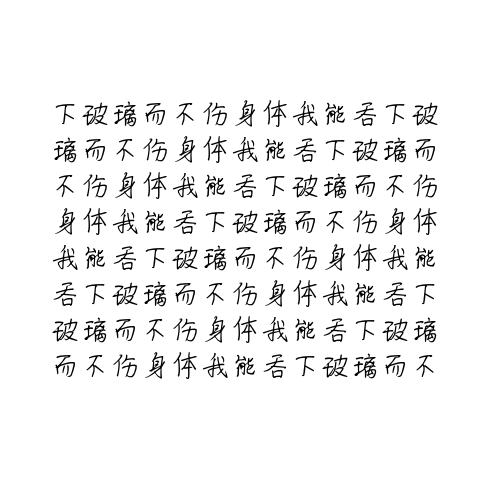 下玻璃而不伤身体我能吞下玻
璃而不伤身体我能吞下玻璃而
不伤身体我能吞下玻璃而不伤
身体我能吞下玻璃而不伤身体
我能吞下玻璃而不伤身体我能
吞下玻璃而不伤身体我能吞下
玻璃而不伤身体我能吞下玻璃
而不伤身体我能吞下玻璃而不